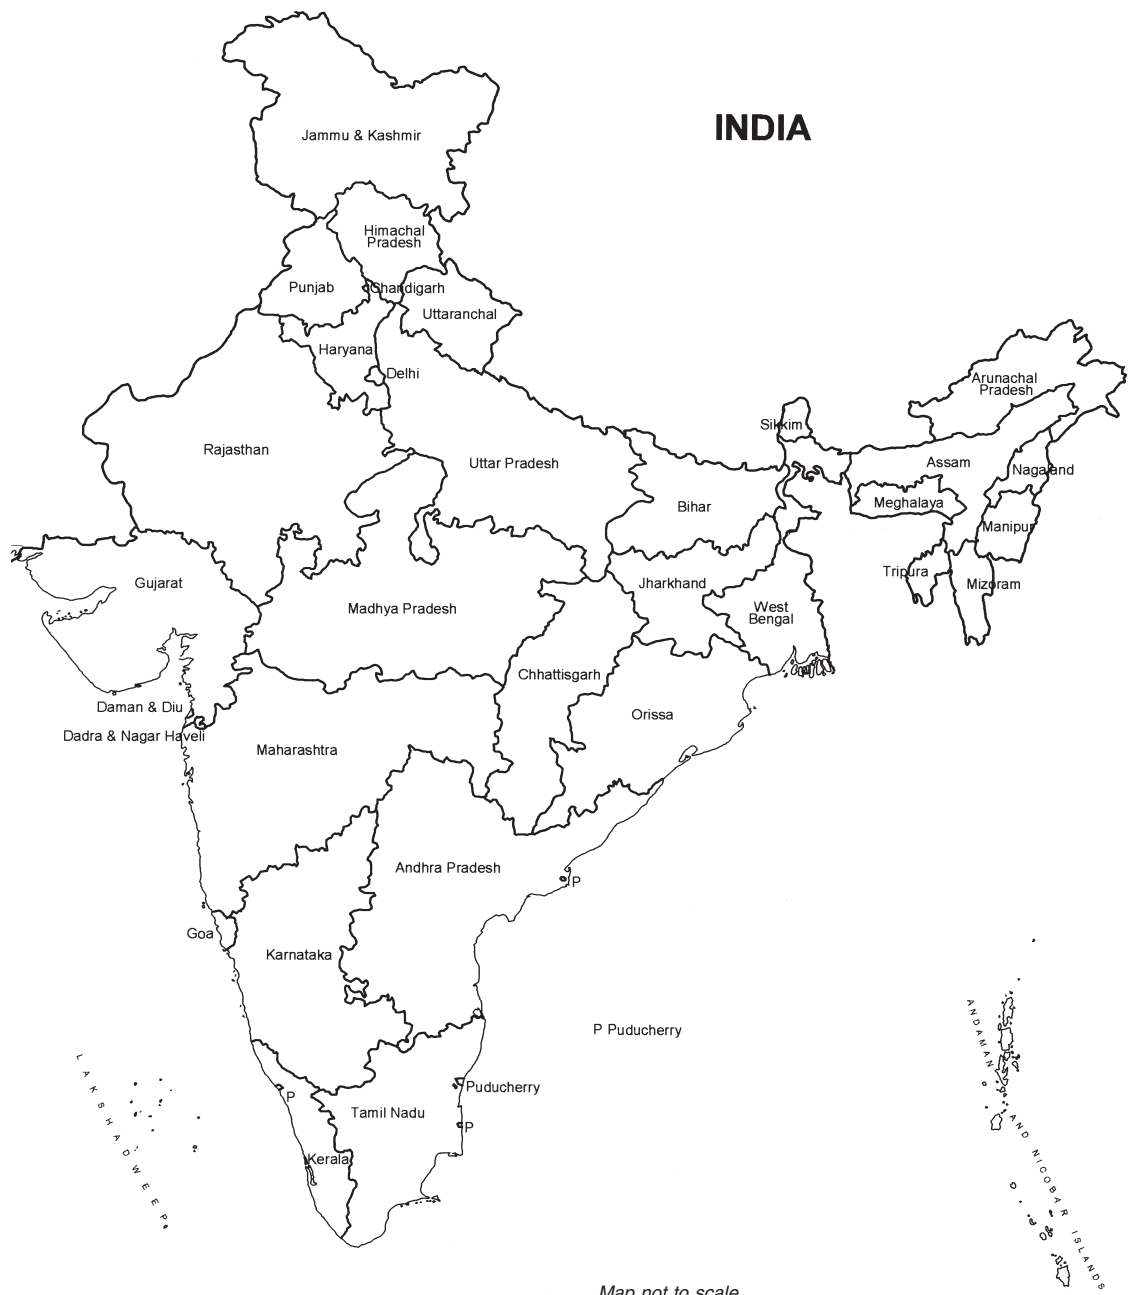 INDIA
Jammu & Kashmir
Himachal
Pradesh
Punjab
Chandigarh
Uttaranchal
Haryana
Delhi
Arunachal
Pradesh
Sikkim
Rajasthan
Uttar Pradesh
Assam
Nagaland
Bihar
Meghalaya
Manipur
Gujarat
Jharkhand
Tripura
Mizoram
Madhya Pradesh
West
Bengal
Chhattisgarh
Daman & Diu
Orissa
Dadra & Nagar Haveli
Maharashtra
Andhra Pradesh
P
Goa
Karnataka
P Puducherry
ANDAMAN AND NICOBAR ISLANDS
LAKSHADWEEP
Puducherry
P
Tamil Nadu
P
Kerala
Map not to scale